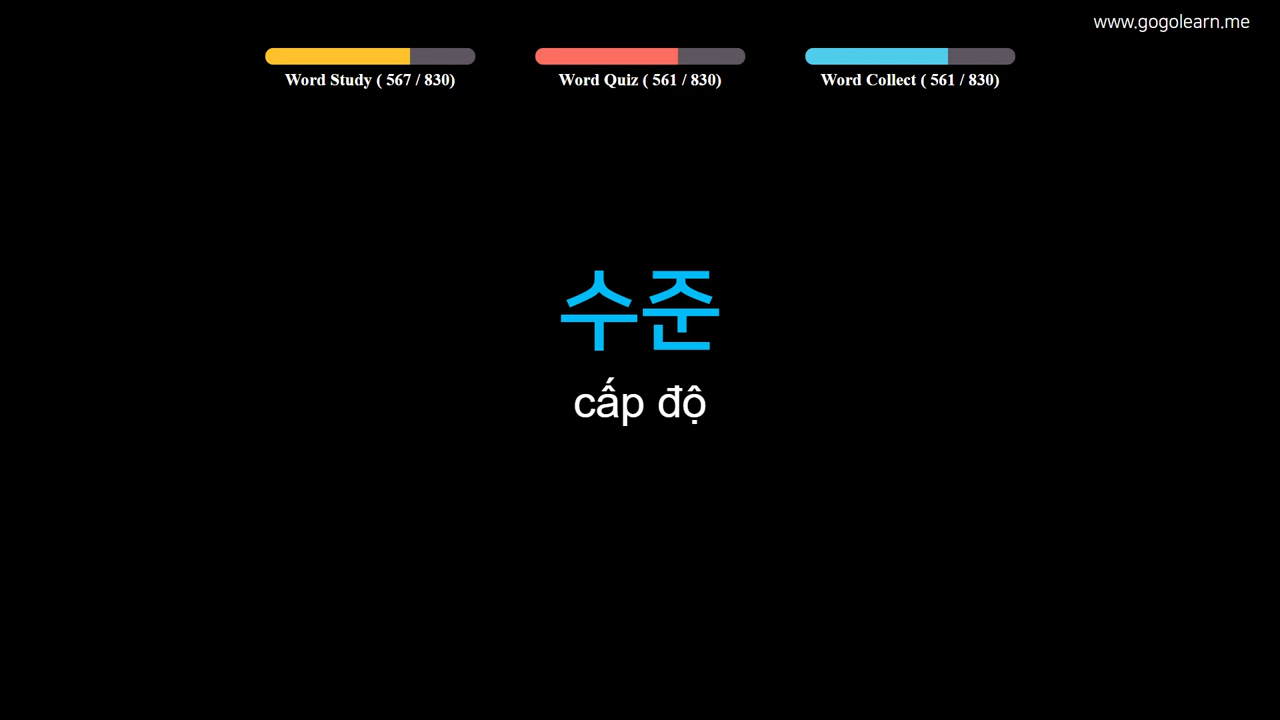 www.gogolearn.me
Word Study ( 567 / 830)
Word Quiz ( 561 / 830)
Word Collect ( 561 / 830)
수준
cấp độ